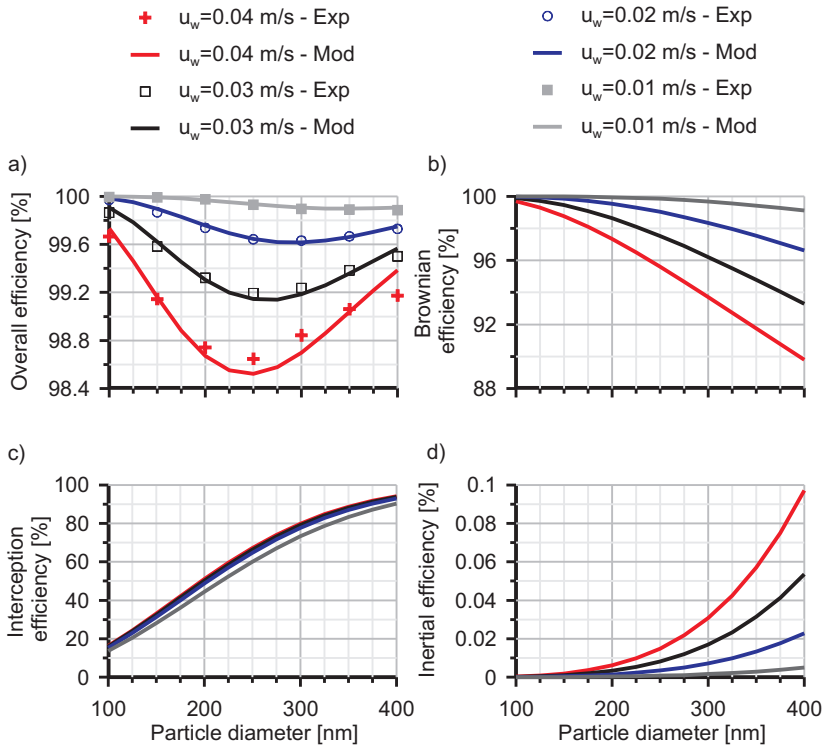 u_w=0.04 m/s - Exp
u_w=0.04 m/s - Mod
u_w=0.03 m/s - Exp
u_w=0.03 m/s - Mod
u_w=0.02 m/s - Exp
u_w=0.02 m/s - Mod
u_w=0.01 m/s - Exp
u_w=0.01 m/s - Mod
a)
Overall efficiency [%]
100
99.6
99.2
98.8
98.4
b)
Brownian
efficiency [%]
100
96
92
88
c)
Interception
efficiency [%]
100
80
60
40
20
0
100
200
300
400
Particle diameter [nm]
d)
Inertial efficiency [%]
0.1
0.08
0.06
0.04
0.02
0
100
200
300
400
Particle diameter [nm]